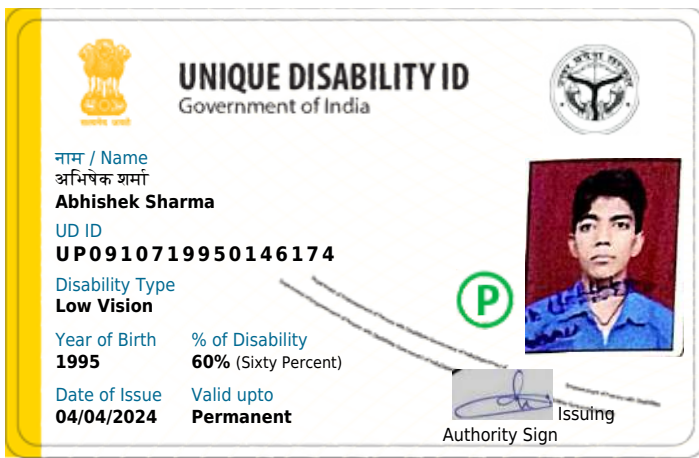 UNIQUE DISABILITY ID
Government of India
नाम / Name
अभिषेक शर्मा
Abhishek Sharma
UD ID
UP0910719950146174
Disability Type
Low Vision
P
Year of Birth
% of Disability
1995
60% (Sixty Percent)
Date of Issue
Valid upto
04/04/2024
Permanent
Issuing
Authority Sign